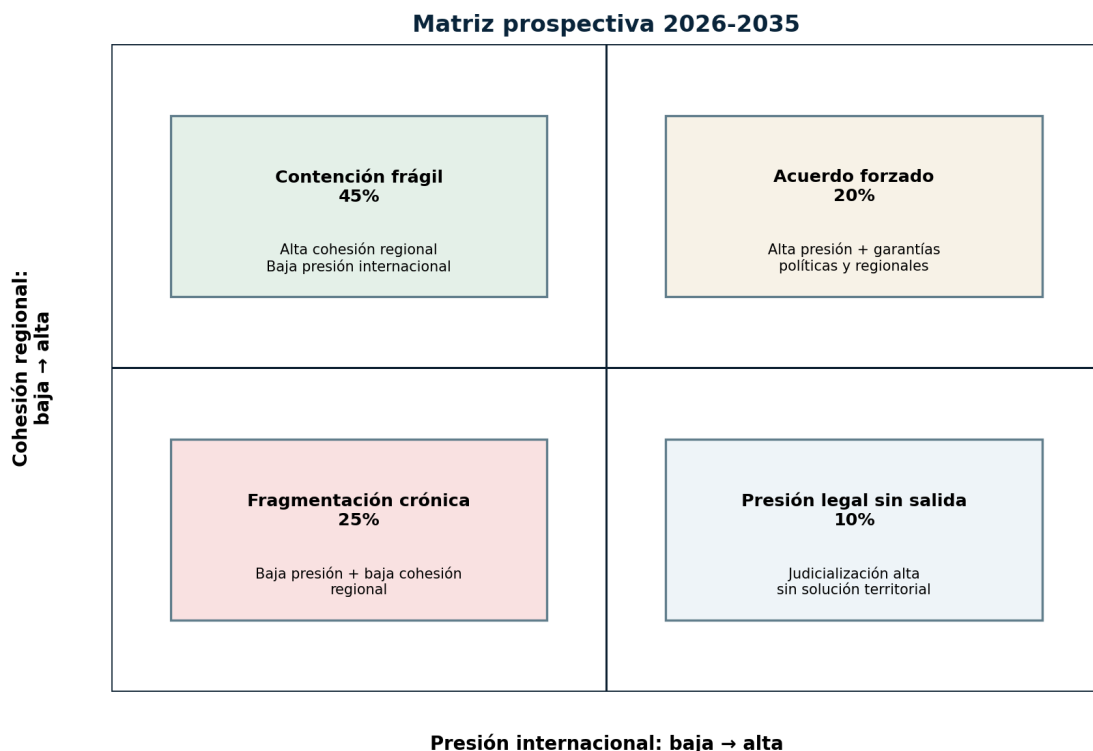 Matriz prospectiva 2026-2035
Contención frágil
45%
Alta cohesión regional
Baja presión internacional
Acuerdo forzado
20%
Alta presión + garantías
políticas y regionales
Cohesión regional:
baja → alta
Fragmentación crónica
25%
Baja presión + baja cohesión
regional
Presión legal sin salida
10%
Judicialización alta
sin solución territorial
Presión internacional: baja → alta